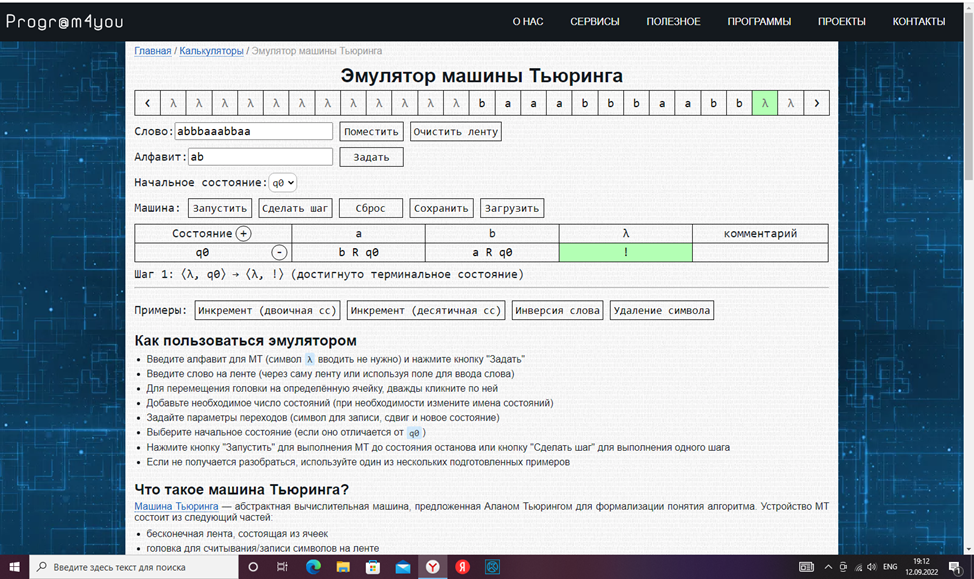 Progr@m4you
О НАС СЕРВИСЫ ПОЛЕЗНОЕ ПРОГРАММЫ ПРОЕКТЫ КОНТАКТЫ
Главная / Калькуляторы / Эмулятор машины Тьюринга
Эмулятор машины Тьюринга
< λ λ λ λ λ λ λ λ λ λ λ λ b a a a b b b a a b b λ λ >
Слово: abbbaaabbaa Поместить Очистить ленту
Алфавит: ab Задать
Начальное состояние: q0
Машина: Запустить Сделать шаг Сброс Сохранить Загрузить
Состояние + a b λ комментарий
q0 - b R q0 a R q0 !
Шаг 1: ⟨λ, q0⟩ → ⟨λ, !⟩ (достигнуто терминальное состояние)
Примеры: Инкремент (двоичная сс) Инкремент (десятичная сс) Инверсия слова Удаление символа
Как пользоваться эмулятором
• Введите алфавит для МТ (символ λ вводить не нужно) и нажмите кнопку "Задать"
• Введите слово на ленте (через саму ленту или используя поле для ввода слова)
• Для перемещения головки на определённую ячейку, дважды кликните по ней
• Добавьте необходимое число состояний (при необходимости измените имена состояний)
• Задайте параметры переходов (символ для записи, сдвиг и новое состояние)
• Выберите начальное состояние (если оно отличается от q0)
• Нажмите кнопку "Запустить" для выполнения МТ до состояния останова или кнопку "Сделать шаг" для выполнения одного шага
• Если не получается разобраться, используйте один из нескольких подготовленных примеров
Что такое машина Тьюринга?
Машина Тьюринга — абстрактная вычислительная машина, предложенная Аланом Тьюрингом для формализации понятия алгоритма. Устройство МТ
состоит из следующий частей:
• бесконечная лента, состоящая из ячеек
• головка для считывания/записи символов на ленте
Введите здесь текст для поиска
ENG
19:12
12.09.2022
1